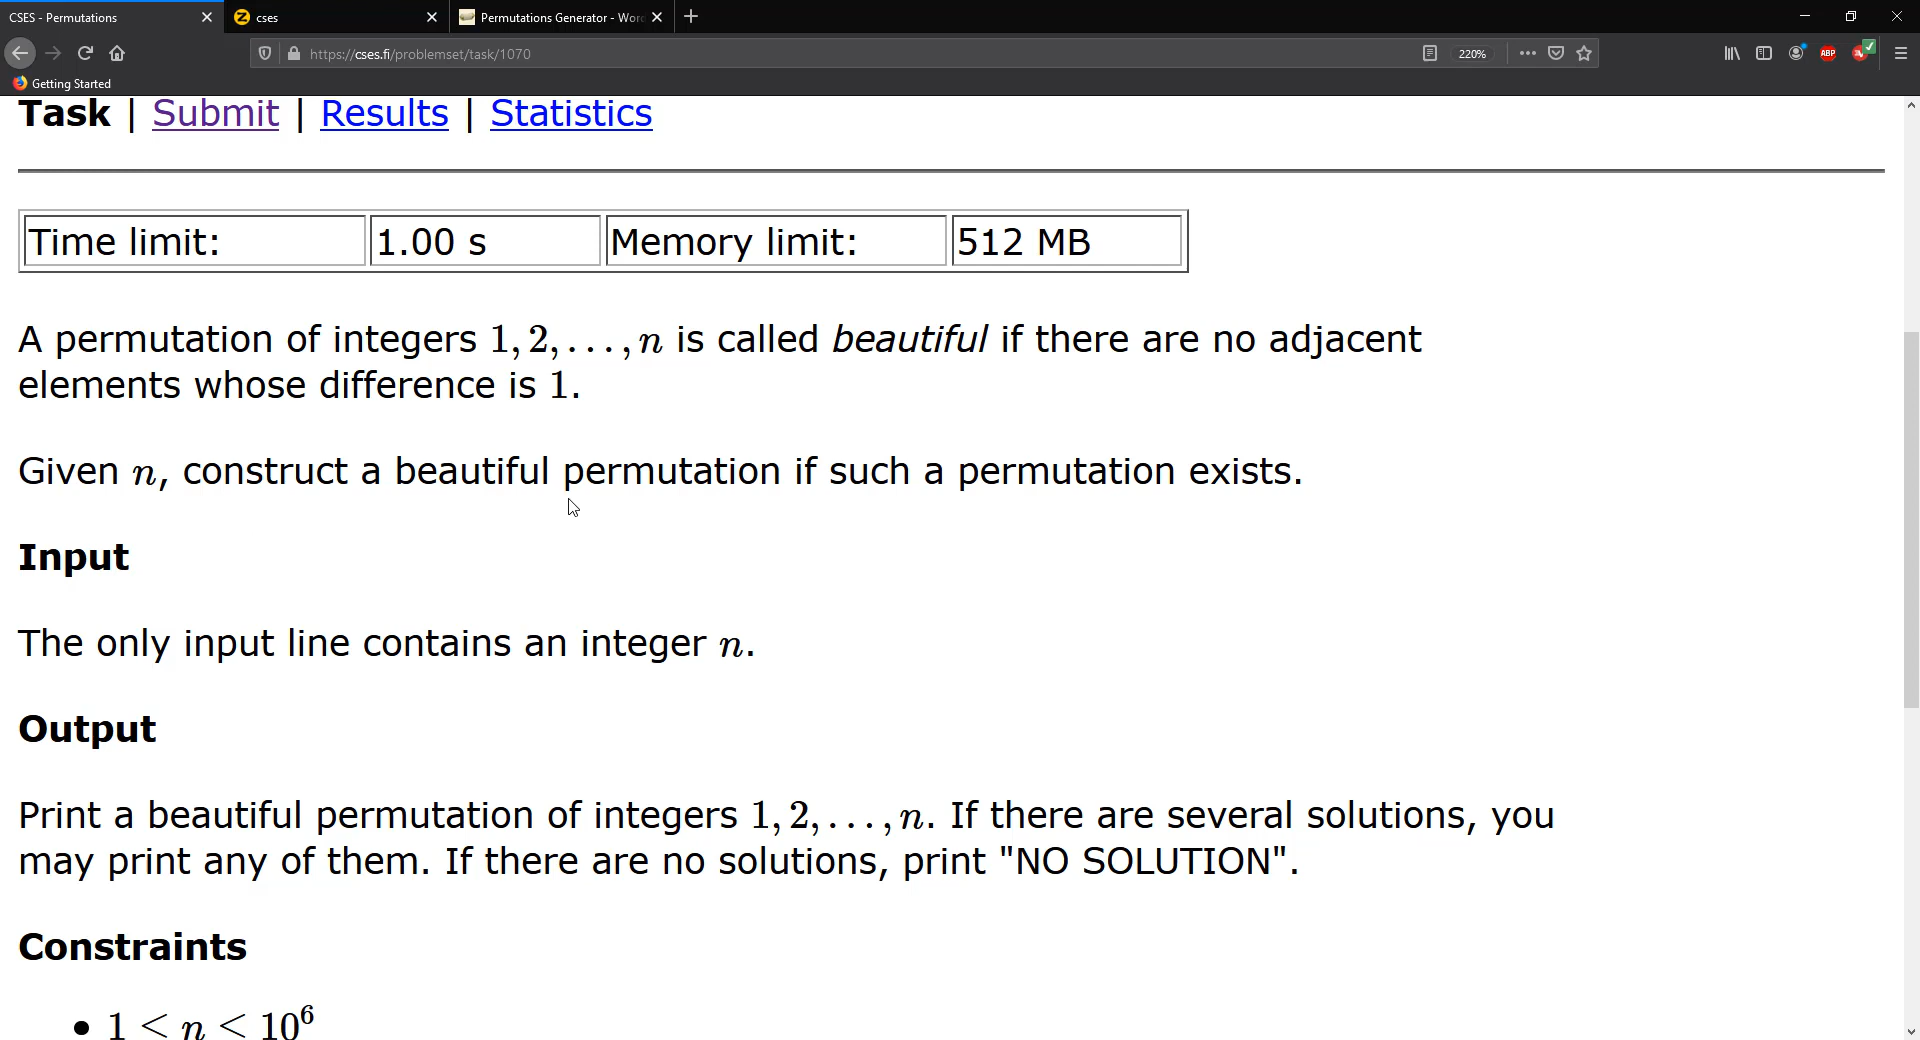 CSES - Permutations
cses
Permutations Generator - Wor
https://cses.fi/problemset/task/1070
220%
ABP
Getting Started
Task | Submit | Results | Statistics
Time limit: 1.00 s Memory limit: 512 MB
A permutation of integers 1, 2, . . . , n is called beautiful if there are no adjacent
elements whose difference is 1.
Given n, construct a beautiful permutation if such a permutation exists.
Input
The only input line contains an integer n.
Output
Print a beautiful permutation of integers 1, 2, . . . , n. If there are several solutions, you
may print any of them. If there are no solutions, print "NO SOLUTION".
Constraints
• 1 < n < 10⁶